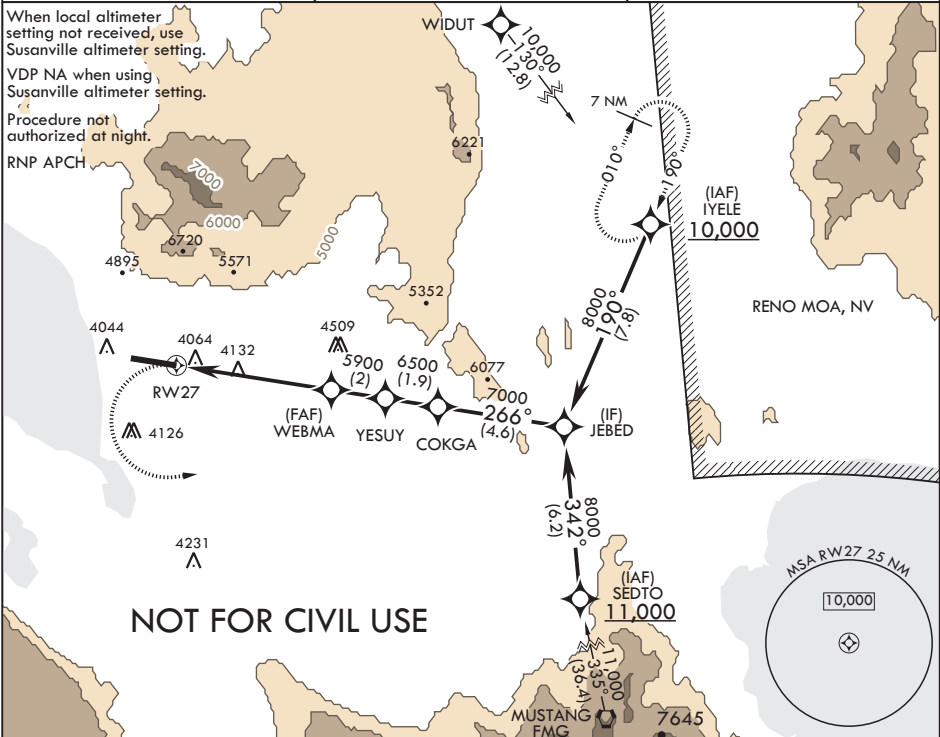 When local altimeter
setting not received, use
Susanville altimeter setting.
VDP NA when using
Susanville altimeter setting.
Procedure not
authorized at night.
RNP APCH
WIDUT
10,000
130°
(12.8)
7 NM
010°
190°
(IAF)
IYELE
10,000
6221
7000
6000
5000
6720
4895
5571
5352
8000
190°
(7.8)
RENO MOA, NV
4044
4064
4132
4509
RW27
5900
(2)
6500
(1.9)
6077
7000
266°
(4.6)
(FAF)
WEBMA
YESUY
COKGA
(IF)
JEBED
4126
8000
342°
(6.2)
4231
(IAF)
SEDTO
11,000
NOT FOR CIVIL USE
MSA RW27 25 NM
10,000
11,000
335°
(36.4)
MUSTANG
FMG
7645